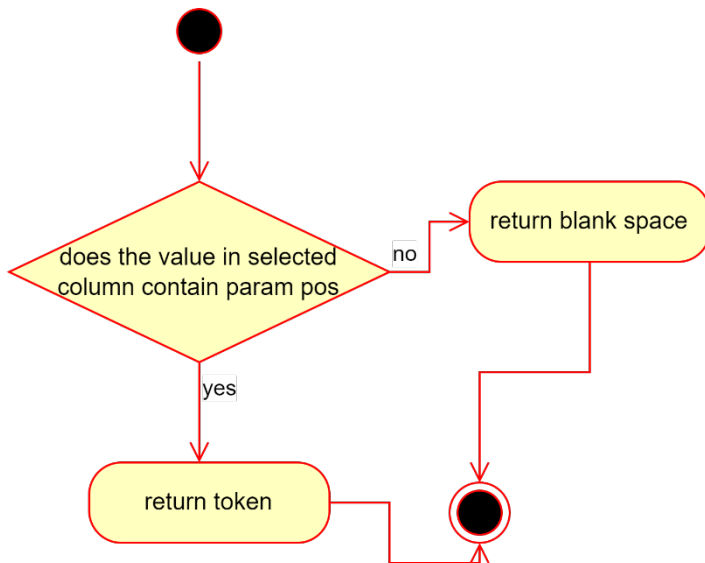 does the value in selected
column contain param pos
no
return blank space
yes
return token